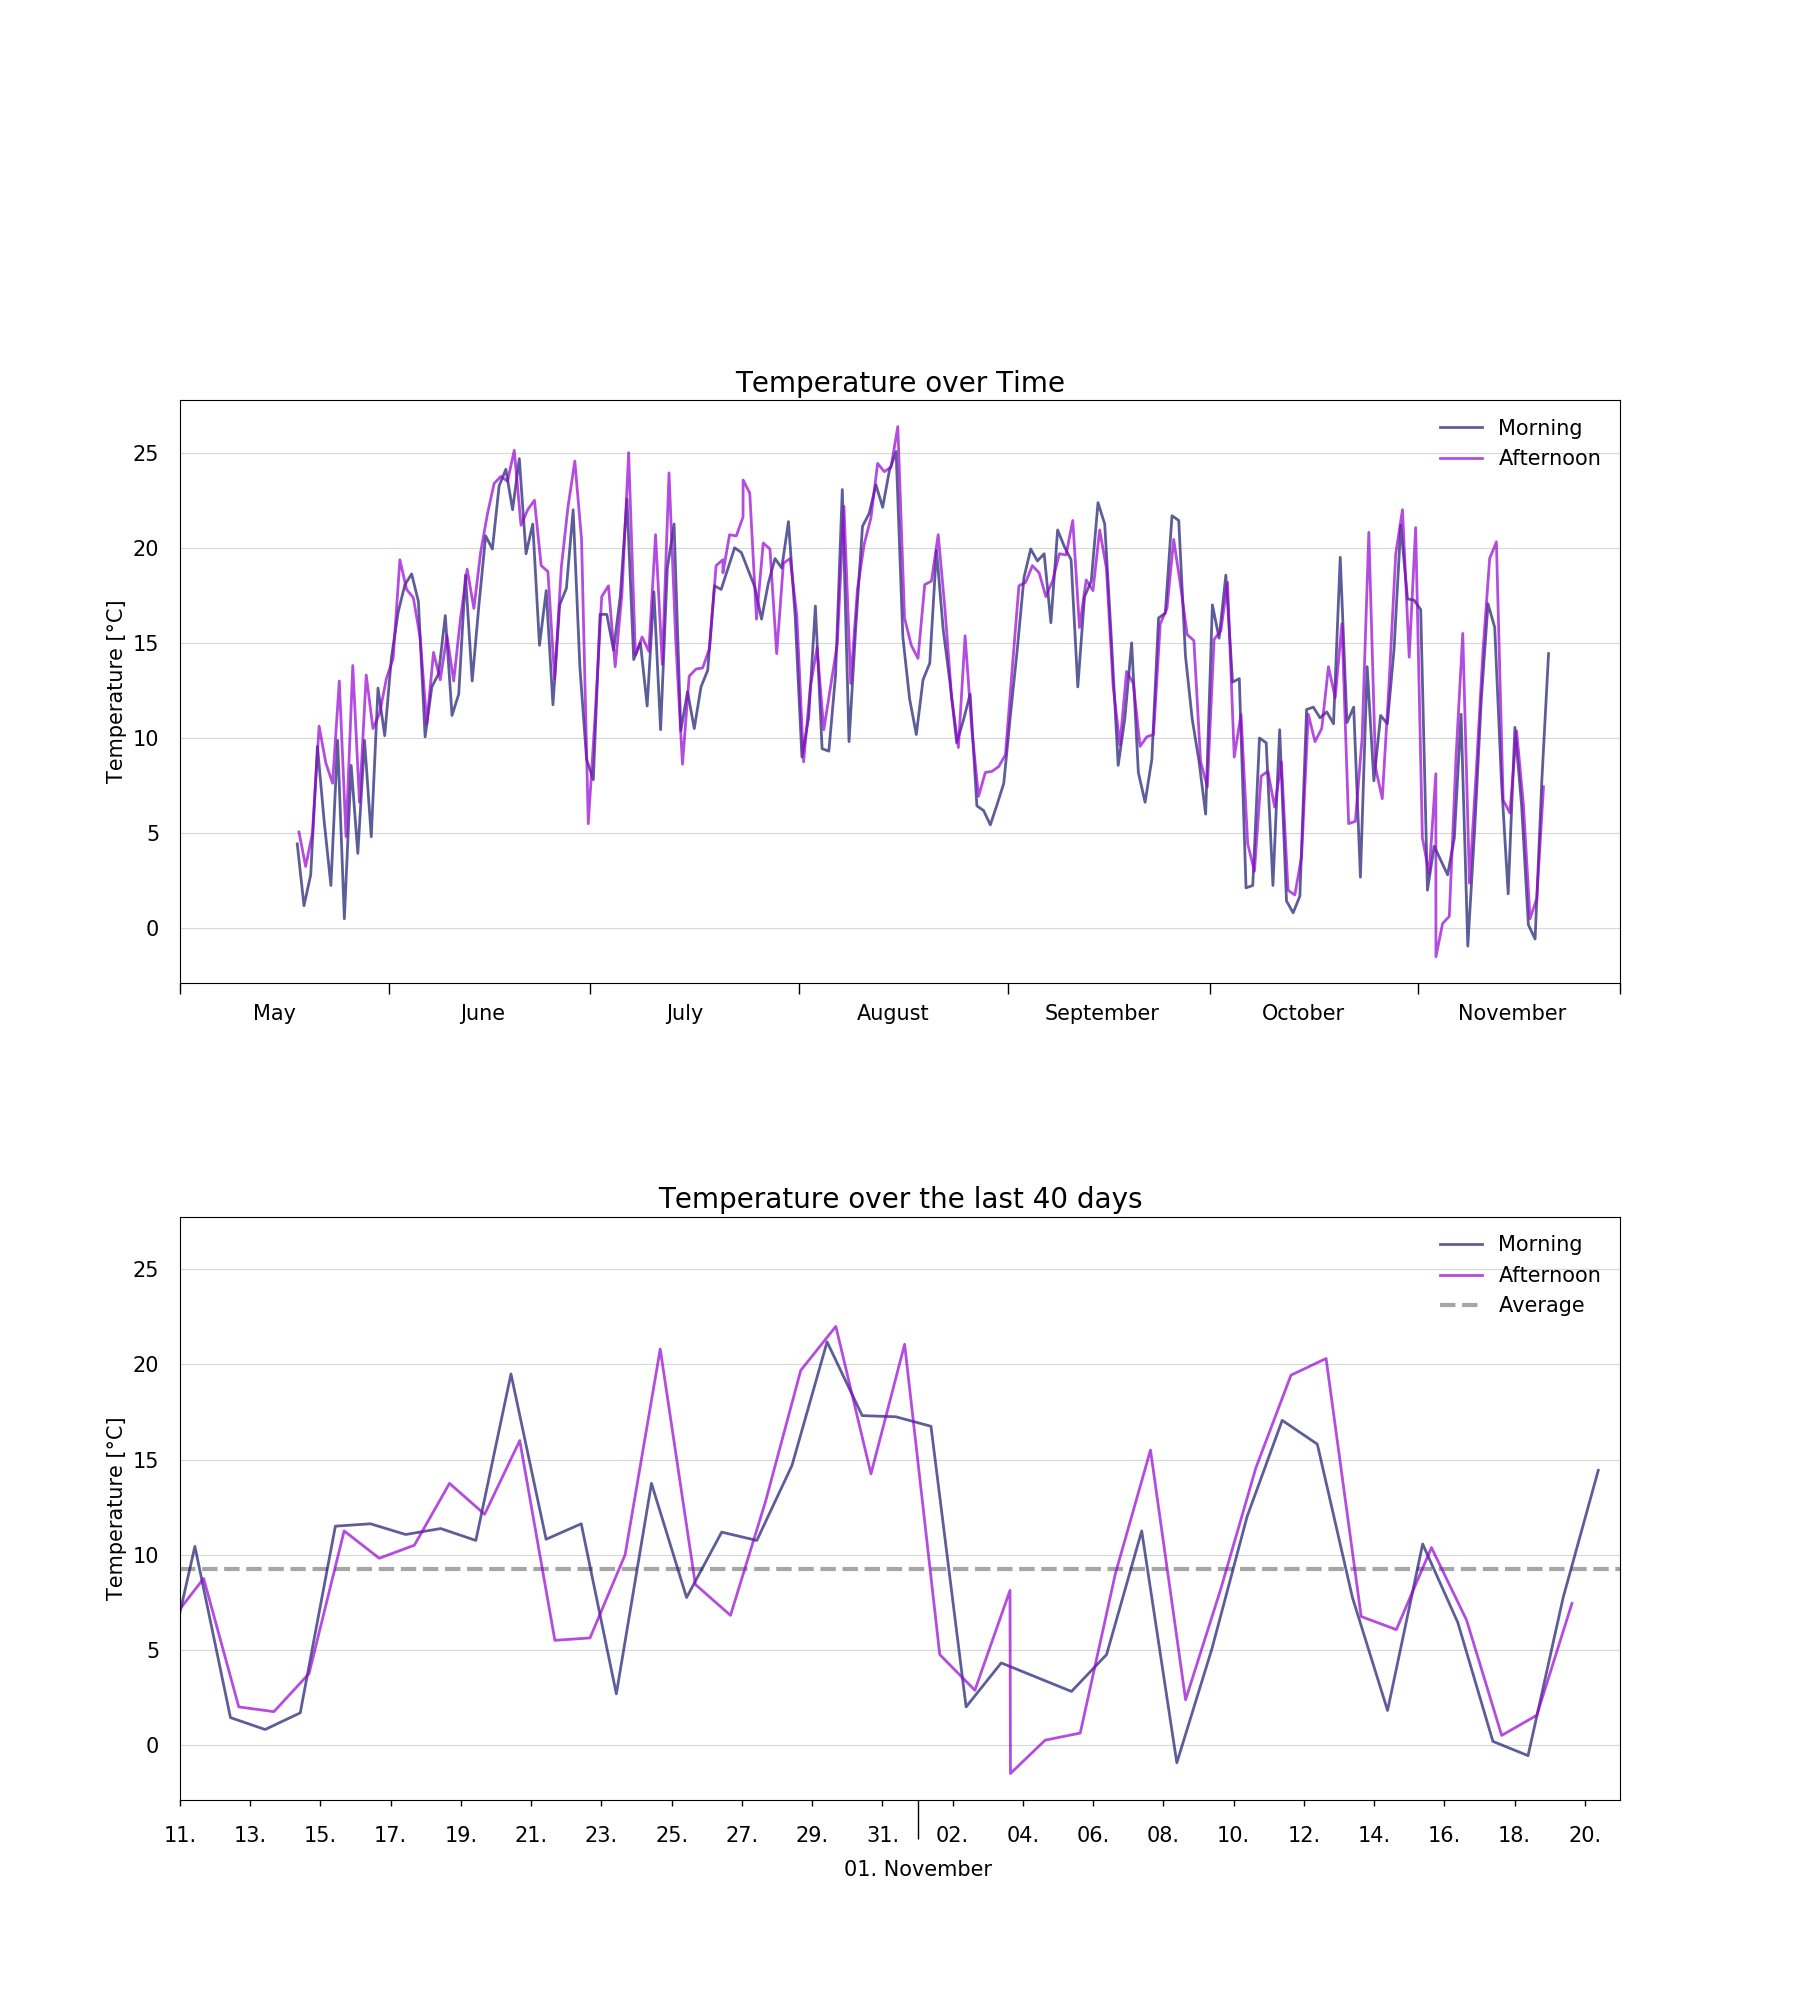 Temperature over Time
Morning
Afternoon
Temperature [°C]
25
20
15
10
5
0
May June July August September October November
Temperature over the last 40 days
Morning
Afternoon
Average
Temperature [°C]
25
20
15
10
5
0
11. 13. 15. 17. 19. 21. 23. 25. 27. 29. 31. 02. 04. 06. 08. 10. 12. 14. 16. 18. 20.
01. November